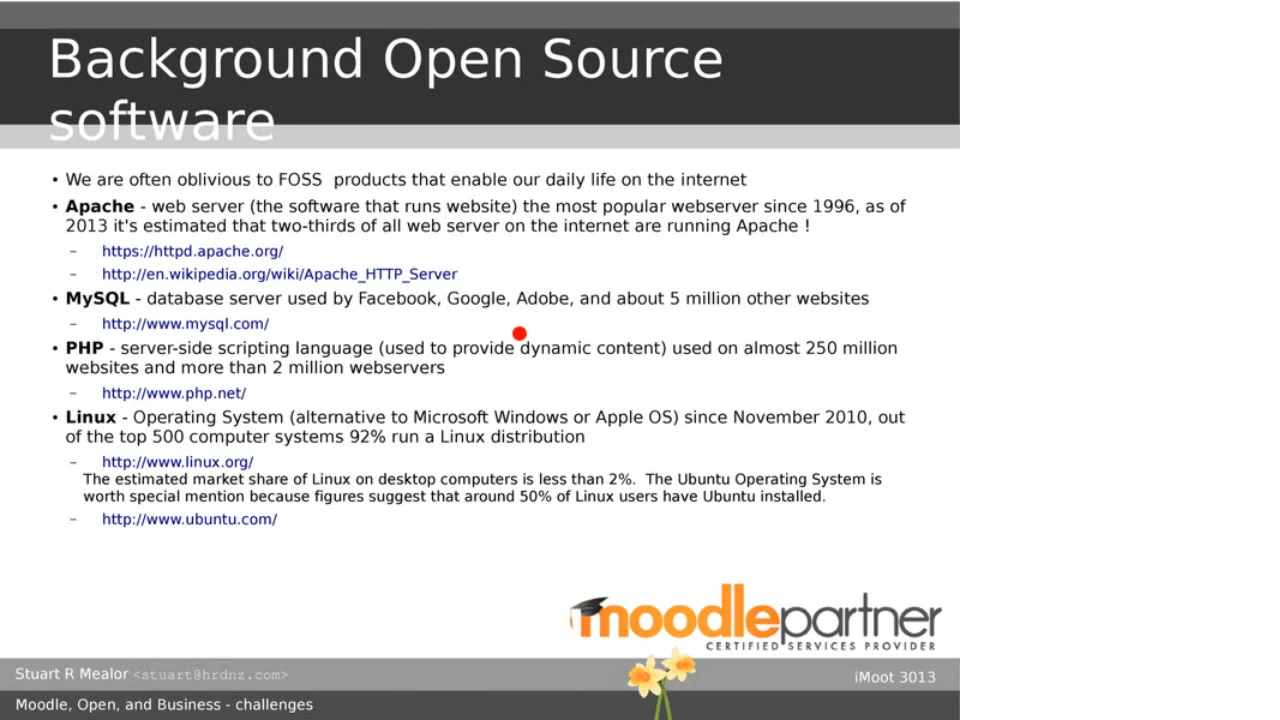 Background Open Source
software
• We are often oblivious to FOSS  products that enable our daily life on the internet
• Apache - web server (the software that runs website) the most popular webserver since 1996, as of
2013 it's estimated that two-thirds of all web server on the internet are running Apache !
– https://httpd.apache.org/
– http://en.wikipedia.org/wiki/Apache_HTTP_Server
• MySQL - database server used by Facebook, Google, Adobe, and about 5 million other websites
– http://www.mysql.com/
• PHP - server-side scripting language (used to provide dynamic content) used on almost 250 million
websites and more than 2 million webservers
– http://www.php.net/
• Linux - Operating System (alternative to Microsoft Windows or Apple OS) since November 2010, out
of the top 500 computer systems 92% run a Linux distribution
– http://www.linux.org/
The estimated market share of Linux on desktop computers is less than 2%.  The Ubuntu Operating System is
worth special mention because figures suggest that around 50% of Linux users have Ubuntu installed.
– http://www.ubuntu.com/
moodlepartner
CERTIFIED SERVICES PROVIDER
Stuart R Mealor <stuart@hrdnz.com>
iMoot 3013
Moodle, Open, and Business - challenges